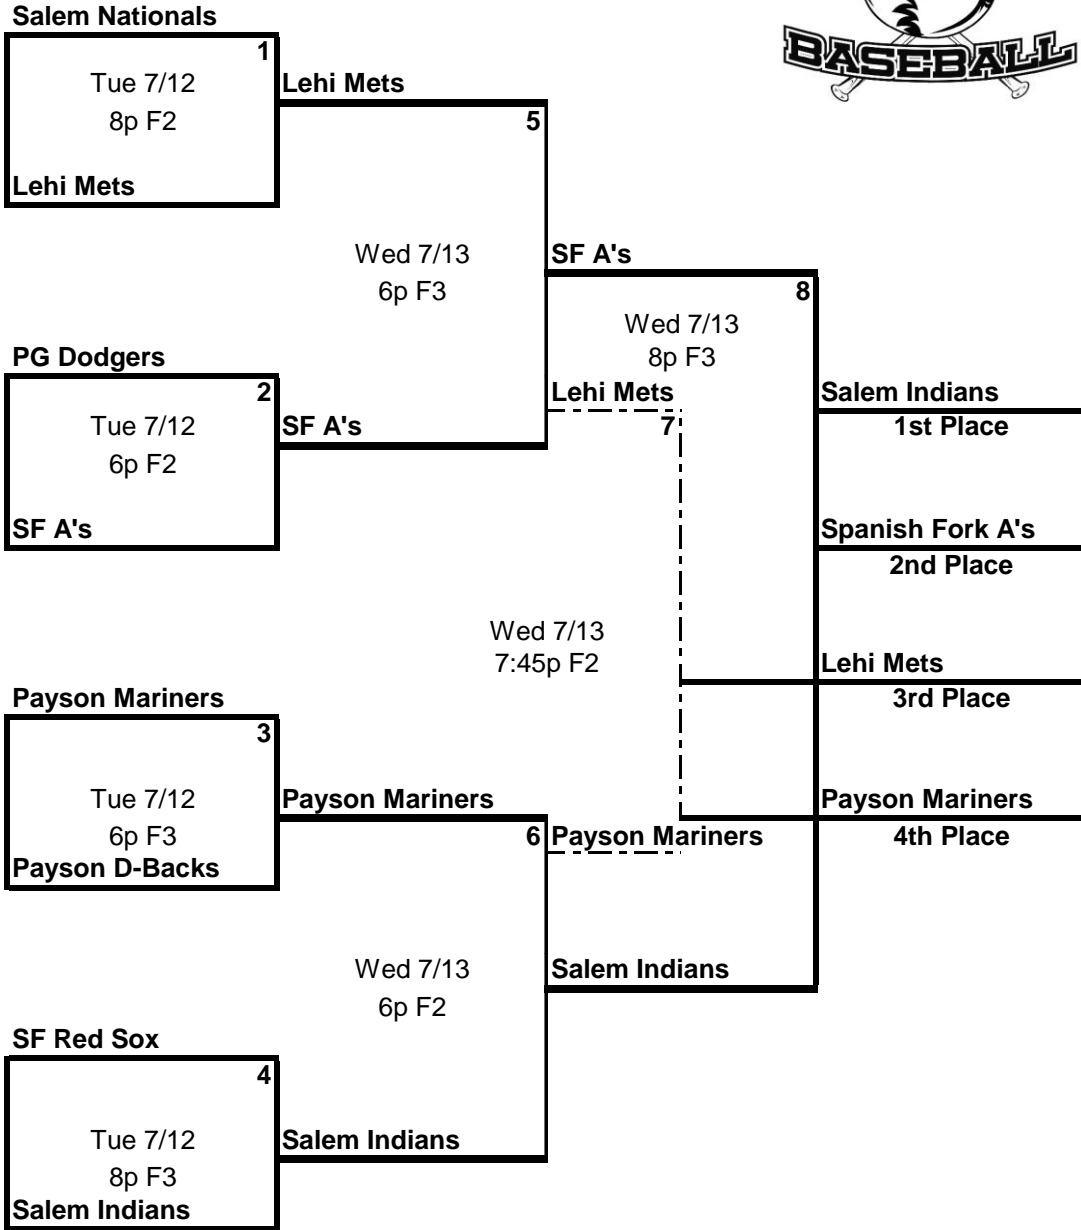 BASEBALL
Salem Nationals
1
Tue 7/12
8p F2
Lehi Mets
Lehi Mets
5
Wed 7/13
6p F3
SF A's
8
Wed 7/13
8p F3
PG Dodgers
2
Tue 7/12
6p F2
SF A's
SF A's
Lehi Mets
7
Salem Indians
1st Place
Spanish Fork A's
2nd Place
Wed 7/13
7:45p F2
Lehi Mets
3rd Place
Payson Mariners
3
Tue 7/12
6p F3
Payson D-Backs
Payson Mariners
6
Payson Mariners
Payson Mariners
4th Place
Wed 7/13
6p F2
Salem Indians
SF Red Sox
4
Tue 7/12
8p F3
Salem Indians
Salem Indians